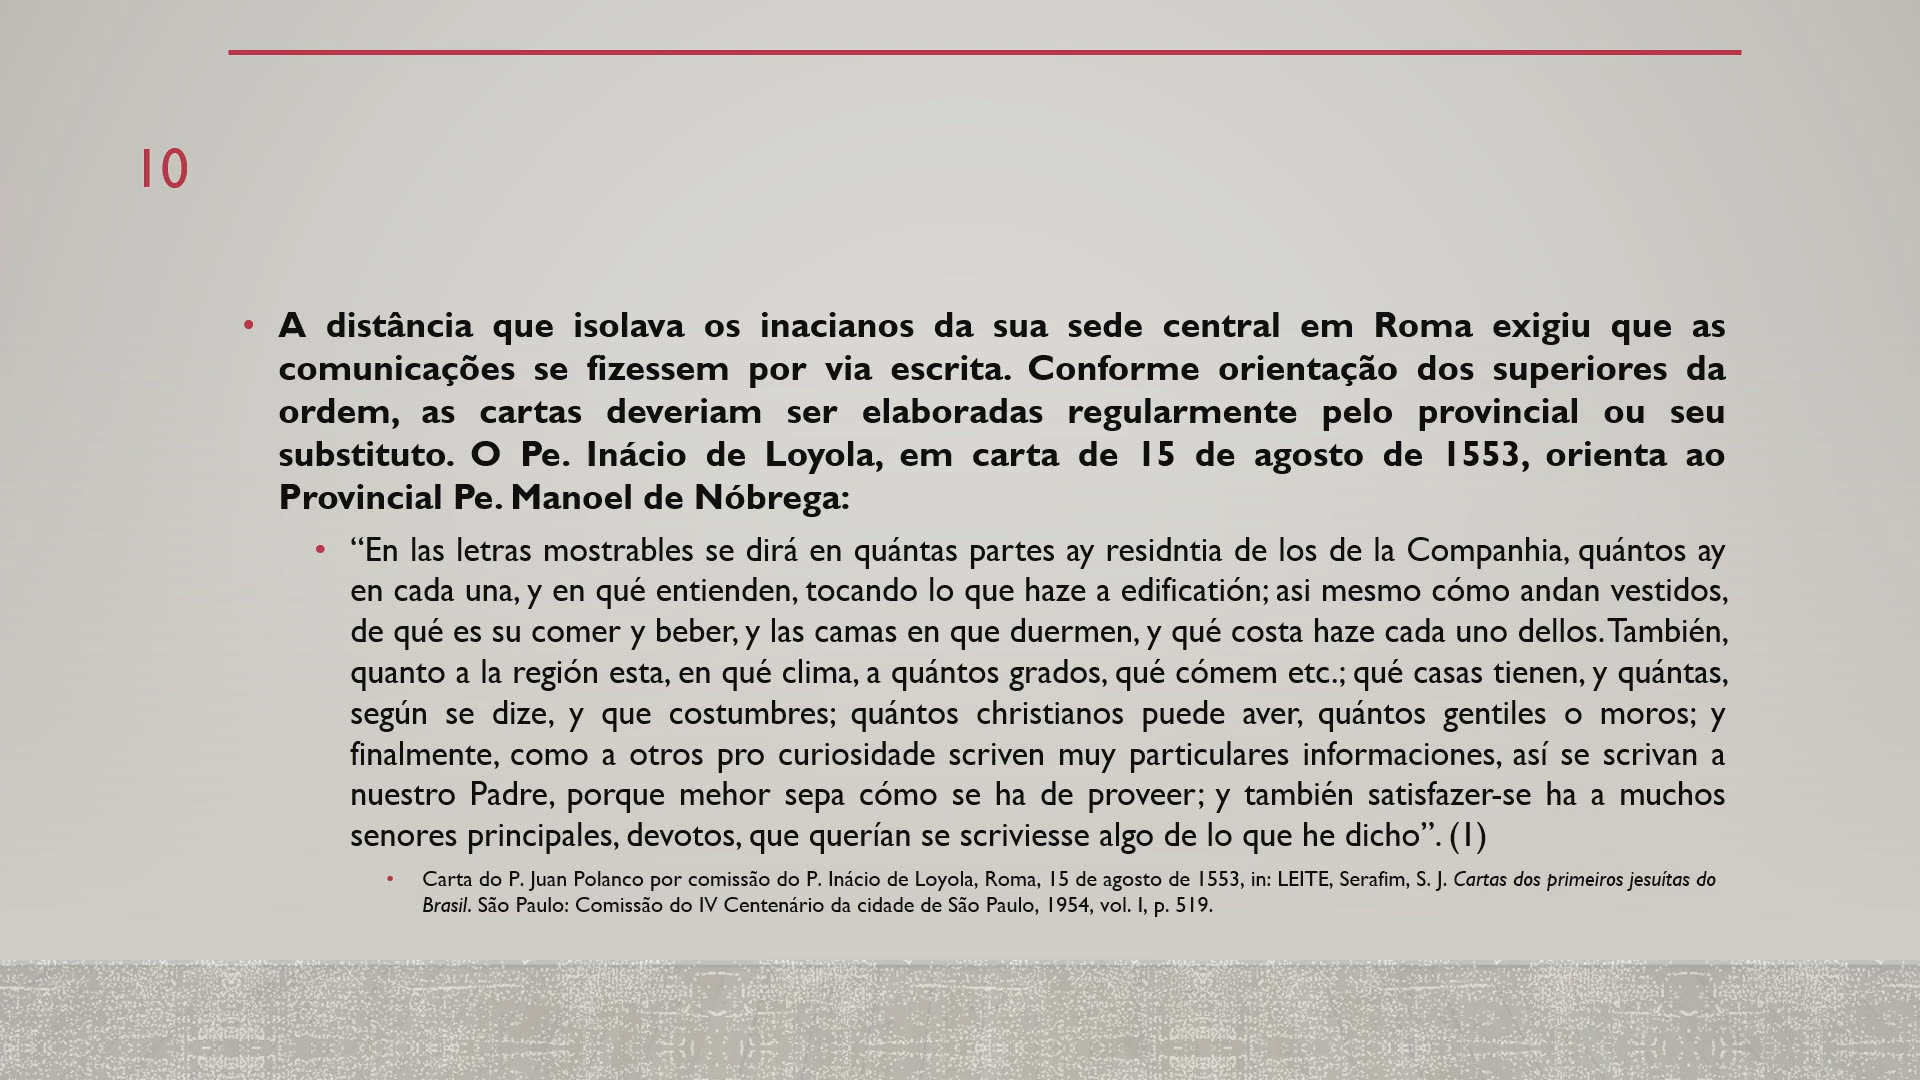 10
• A distância que isolava os inacianos da sua sede central em Roma exigiu que as
comunicações se fizessem por via escrita. Conforme orientação dos superiores da
ordem, as cartas deveriam ser elaboradas regularmente pelo provincial ou seu
substituto. O Pe. Inácio de Loyola, em carta de 15 de agosto de 1553, orienta ao
Provincial Pe. Manoel de Nóbrega:
• “En las letras mostrables se dirá en quántas partes ay residntia de los de la Companhia, quántos ay
en cada una, y en qué entienden, tocando lo que haze a edificatión; asi mesmo cómo andan vestidos,
de qué es su comer y beber, y las camas en que duermen, y qué costa haze cada uno dellos. También,
quanto a la región esta, en qué clima, a quántos grados, qué cómem etc.; qué casas tienen, y quántas,
según se dize, y que costumbres; quántos christianos puede aver, quántos gentiles o moros; y
finalmente, como a otros pro curiosidade scriven muy particulares informaciones, así se scrivan a
nuestro Padre, porque mehor sepa cómo se ha de proveer; y también satisfazer-se ha a muchos
senores principales, devotos, que querían se scriviesse algo de lo que he dicho”. (1)
• Carta do P. Juan Polanco por comissão do P. Inácio de Loyola, Roma, 15 de agosto de 1553, in: LEITE, Serafim, S. J. Cartas dos primeiros jesuítas do
Brasil. São Paulo: Comissão do IV Centenário da cidade de São Paulo, 1954, vol. I, p. 519.